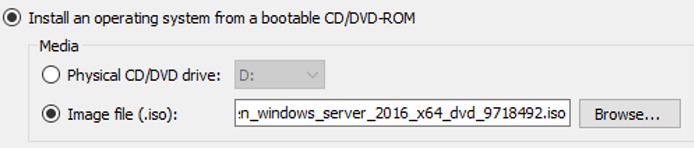 Install an operating system from a bootable CD/DVD-ROM
Media
Physical CD/DVD drive: D:
Image file (.iso): :n_windows_server_2016_x64_dvd_9718492.iso Browse...